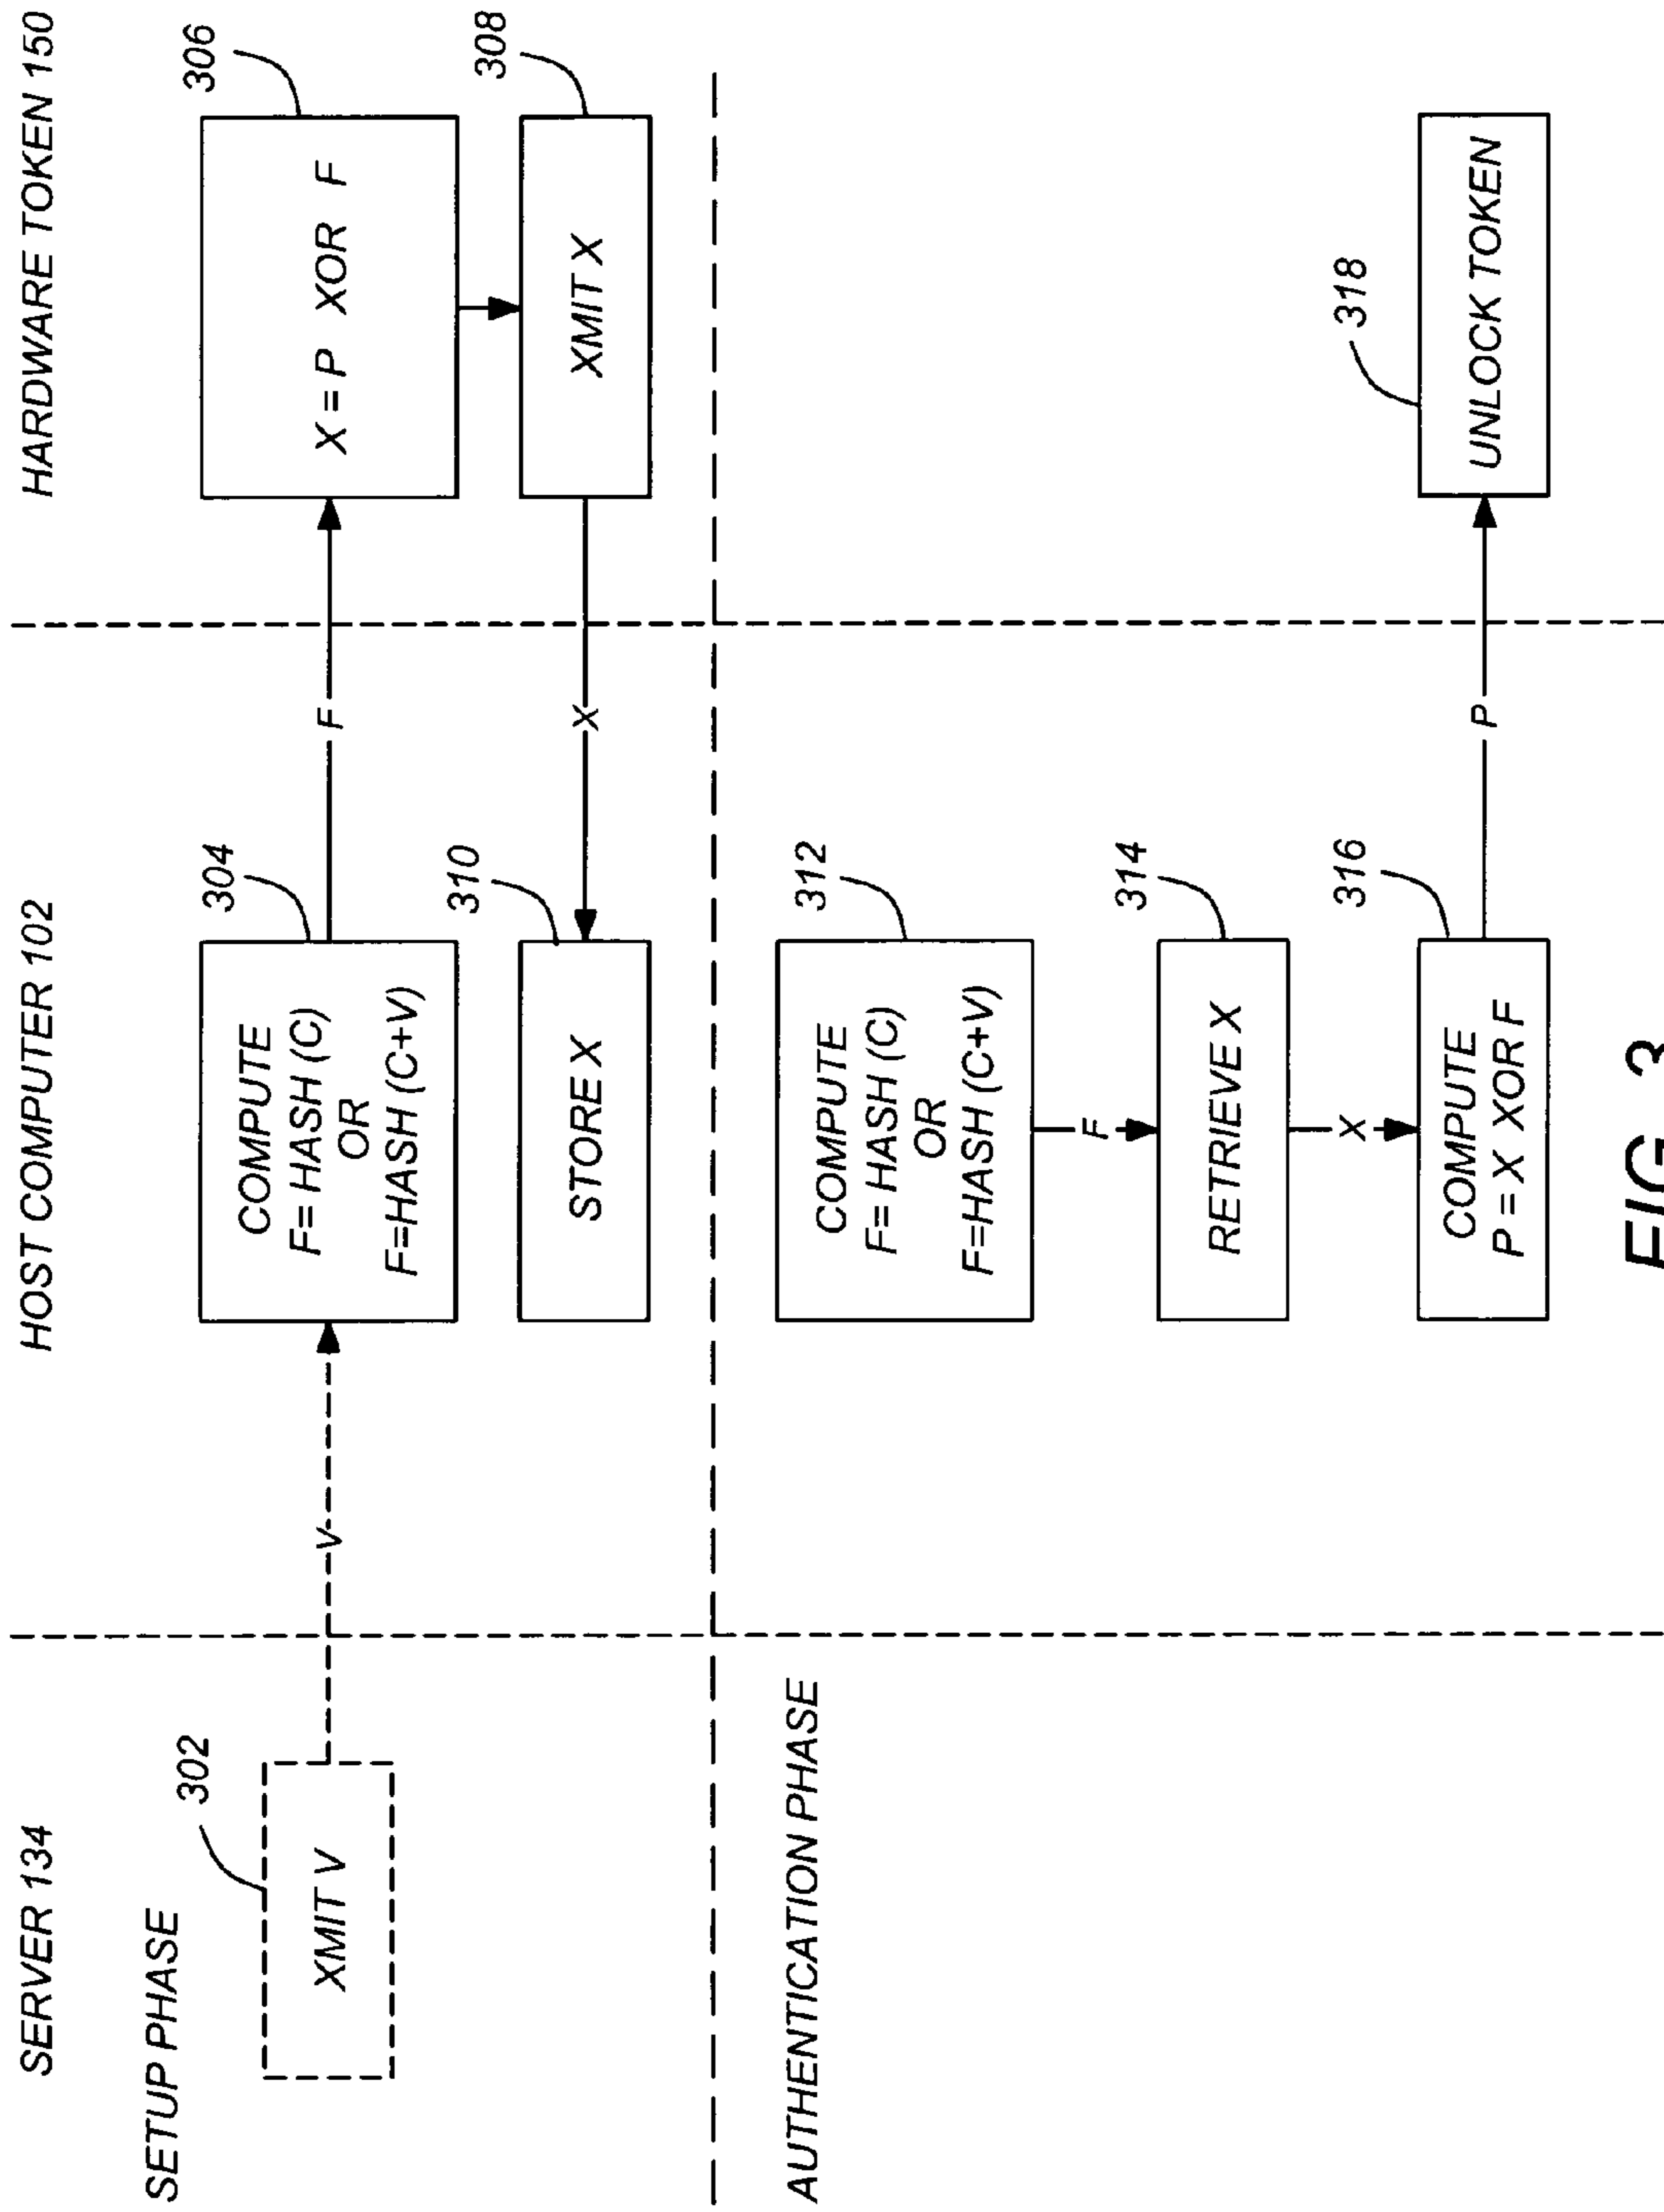 SERVER 134
HOST COMPUTER 102
HARDWARE TOKEN 150
SETUP PHASE
302
XMIT V
V
304
COMPUTE
F= HASH (C)
OR
F=HASH (C+V)
F
306
X = P XOR F
308
XMIT X
X
310
STORE X
AUTHENTICATION PHASE
312
COMPUTE
F= HASH (C)
OR
F=HASH (C+V)
F
314
RETRIEVE X
X
316
COMPUTE
P = X XOR F
P
318
UNLOCK TOKEN
FIG. 3